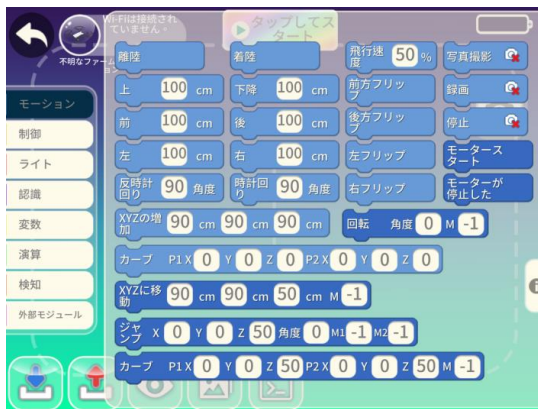 Wi-Fiは接続され
ていません。
タップしてス
タート
不明なファーム
ョン
モーション
制御
ライト
認識
変数
演算
検知
外部モジュール
離陸
着陸
飛行速
度 50 %
写真撮影
上 100 cm
下降 100 cm
前方フリッ
プ
録画
前 100 cm
後 100 cm
後方フリッ
プ
停止
左 100 cm
右 100 cm
左フリップ
モータース
タート
反時計
回り 90 角度
時計回
り 90 角度
右フリップ
モーターが
停止した
XYZの増
加 90 cm 90 cm 90 cm
回転 角度 0 M -1
カーブ P1 X 0 Y 0 Z 0 P2 X 0 Y 0 Z 0
XYZに移
動 90 cm 90 cm 50 cm M -1
ジャ
ンプ X 0 Y 0 Z 50 角度 0 M1 -1 M2 -1
カーブ P1 X 0 Y 0 Z 50 P2 X 0 Y 0 Z 50 M -1